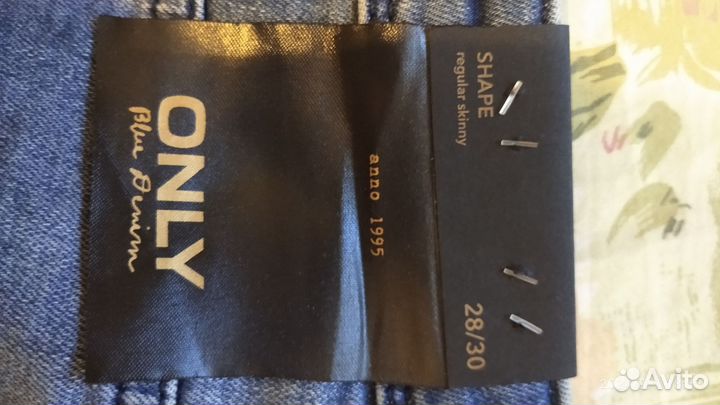 ONLY
Blue Denim
anno 1995
SHAPE
regular skinny
28/30
Avito